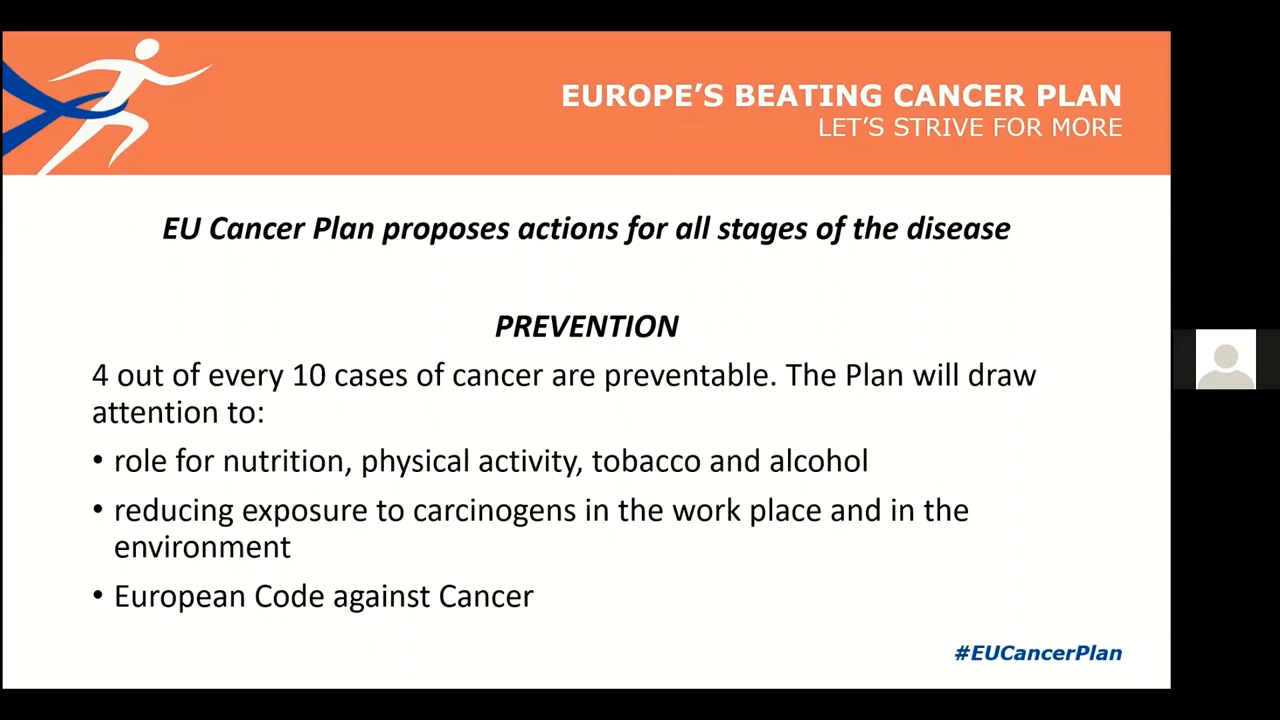 EUROPE'S BEATING CANCER PLAN
LET'S STRIVE FOR MORE
EU Cancer Plan proposes actions for all stages of the disease
PREVENTION
4 out of every 10 cases of cancer are preventable. The Plan will draw
attention to:
• role for nutrition, physical activity, tobacco and alcohol
• reducing exposure to carcinogens in the work place and in the
environment
• European Code against Cancer
#EUCancerPlan